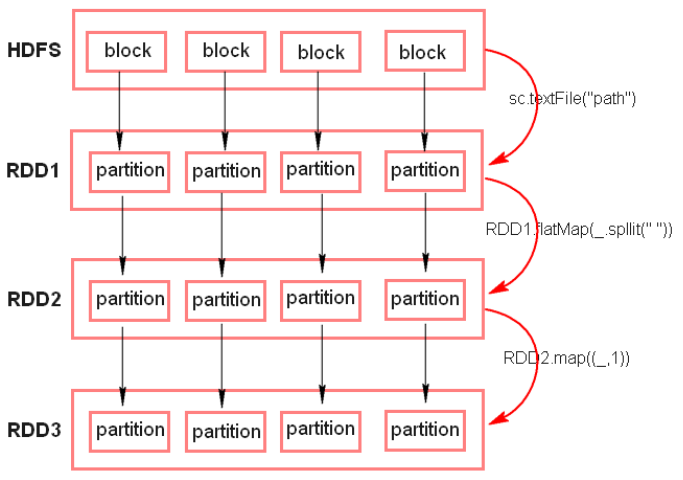 HDFS block block block block
sc.textFile("path")
RDD1 partition partition partition partition
RDD1.flatMap(_.spllit(" "))
RDD2 partition partition partition partition
RDD2.map((_,1))
RDD3 partition partition partition partition